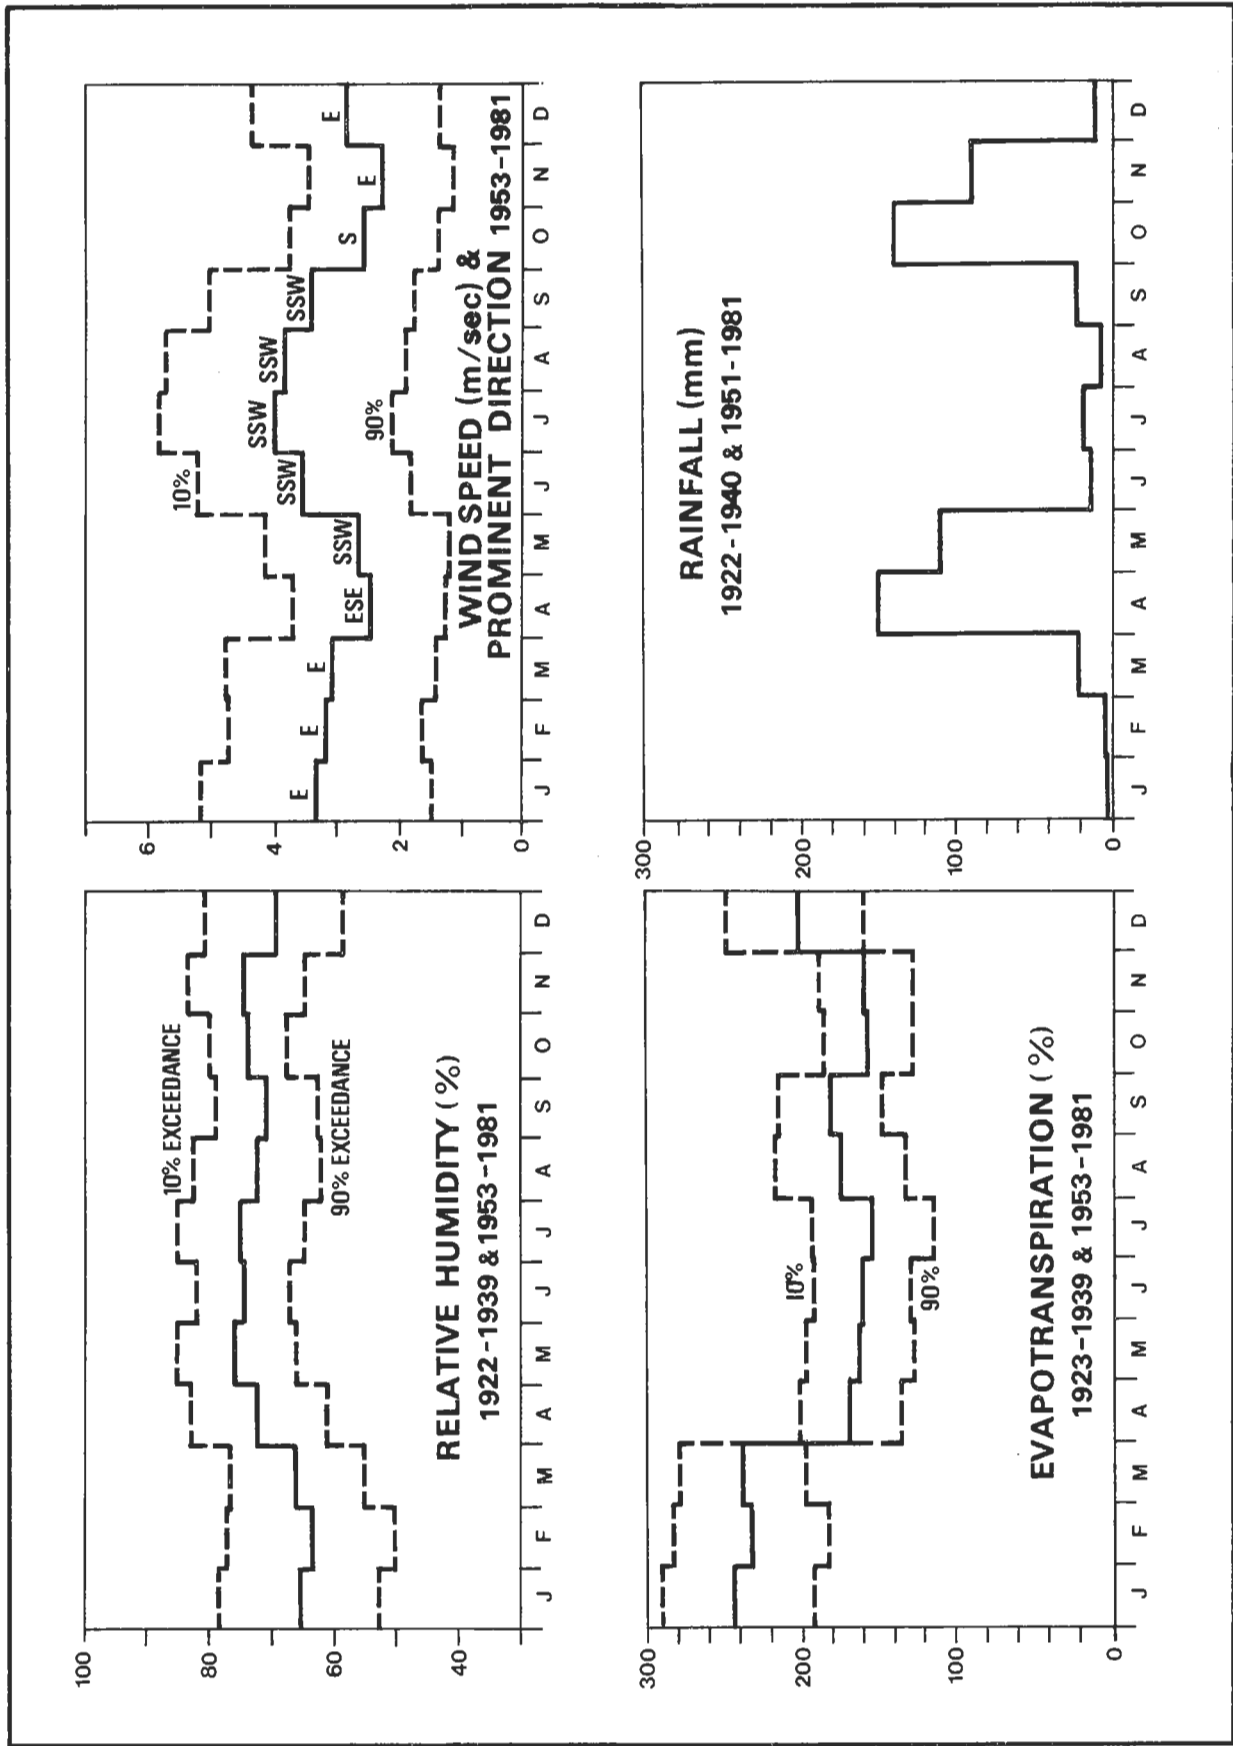 100
80
60
40
10% EXCEEDANCE
90% EXCEEDANCE
RELATIVE HUMIDITY (%)
1922-1939 & 1953-1981
J F M A M J J A S O N D
6
4
2
0
10%
90%
E E E ESE SSW SSW SSW SSW SSW S E E
WIND SPEED (m/sec) &
PROMINENT DIRECTION 1953-1981
J F M A M J J A S O N D
300
200
100
0
10%
90%
EVAPOTRANSPIRATION (%)
1923-1939 & 1953-1981
J F M A M J J A S O N D
300
200
100
0
RAINFALL (mm)
1922-1940 & 1951-1981
J F M A M J J A S O N D